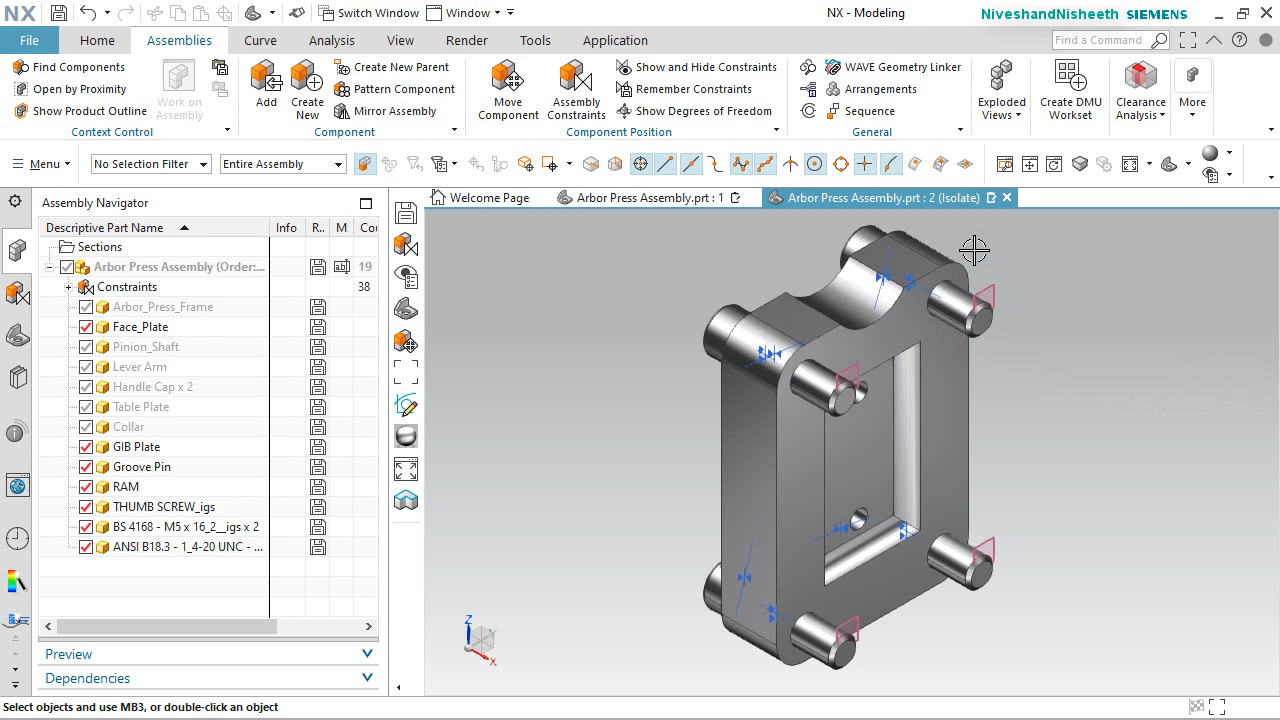 NX
Switch Window
Window
NX - Modeling
NiveshandNisheeth SIEMENS
File
Home
Assemblies
Curve
Analysis
View
Render
Tools
Application
Find a Command
Find Components
Open by Proximity
Show Product Outline
Context Control
Work on
Assembly
Add
Create
New
Create New Parent
Pattern Component
Mirror Assembly
Component
Move
Component
Assembly
Constraints
Show and Hide Constraints
Remember Constraints
Show Degrees of Freedom
Component Position
WAVE Geometry Linker
Arrangements
Sequence
General
Exploded
Views
Create DMU
Workset
Clearance
Analysis
More
Menu
No Selection Filter
Entire Assembly
Assembly Navigator
Descriptive Part Name
Info
R..
M
Cou
Sections
Arbor Press Assembly (Order:...
19
Constraints
38
Arbor_Press_Frame
Face_Plate
Pinion_Shaft
Lever Arm
Handle Cap x 2
Table Plate
Collar
GIB Plate
Groove Pin
RAM
THUMB SCREW_igs
BS 4168 - M5 x 16_2__igs x 2
ANSI B18.3 - 1_4-20 UNC - ...
Preview
Dependencies
Welcome Page
Arbor Press Assembly.prt : 1
Arbor Press Assembly.prt : 2 (Isolate)
Z
Y
X
Select objects and use MB3, or double-click an object